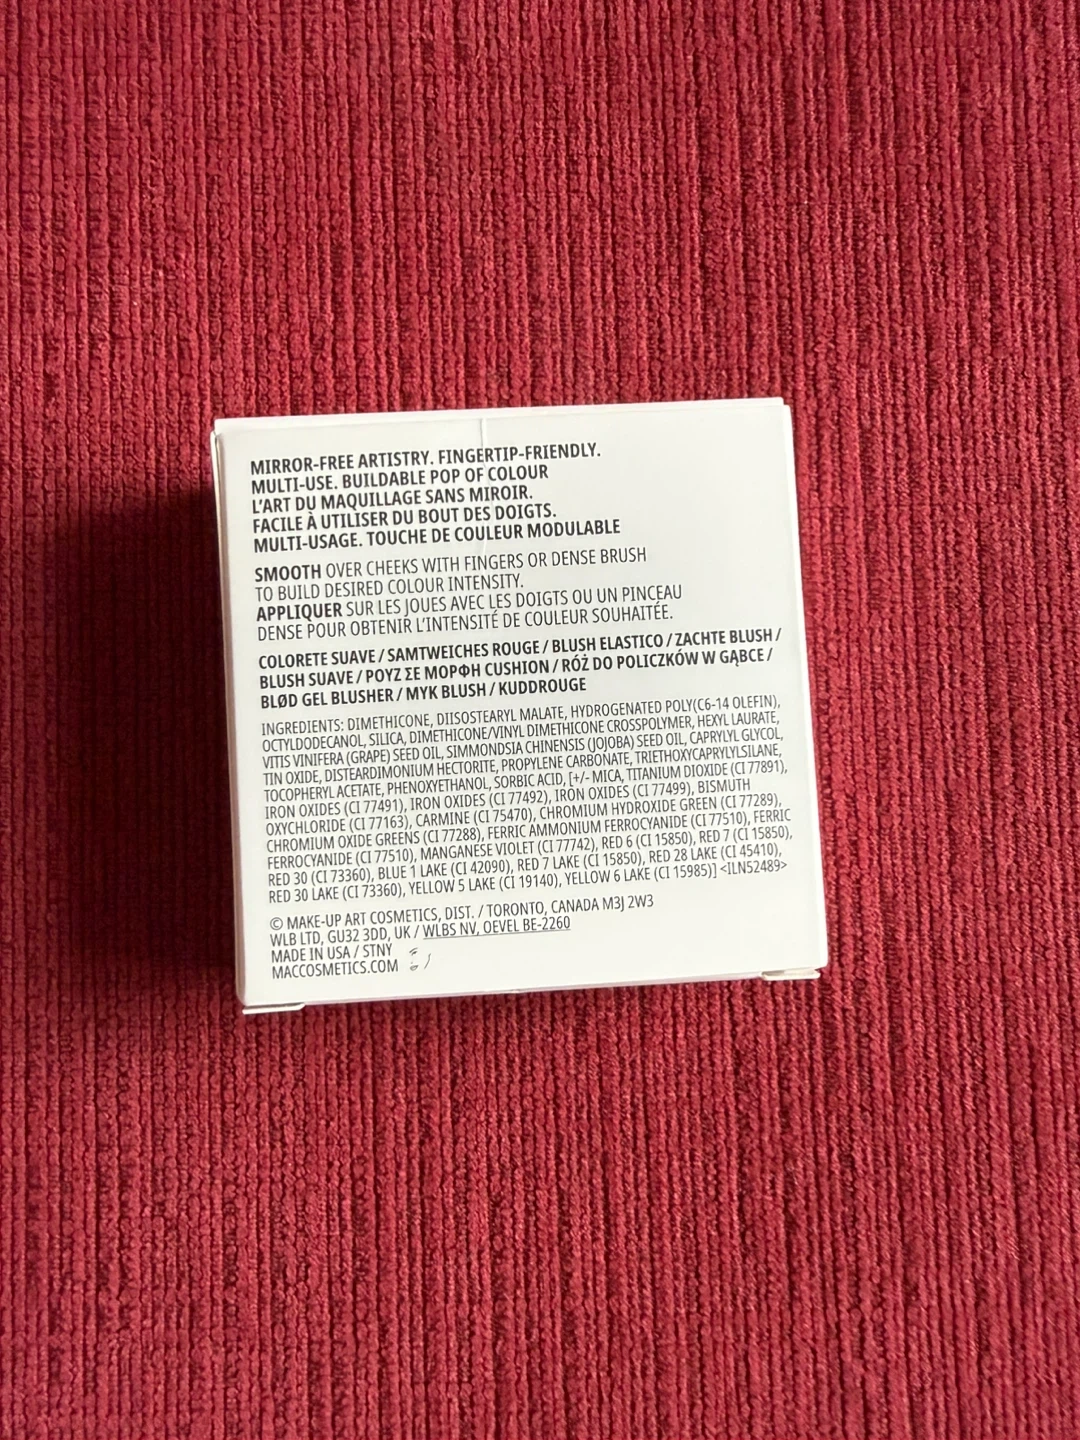 MIRROR-FREE ARTISTRY. FINGERTIP-FRIENDLY.
MULTI-USE. BUILDABLE POP OF COLOUR
L'ART DU MAQUILLAGE SANS MIROIR.
FACILE À UTILISER DU BOUT DES DOIGTS.
MULTI-USAGE. TOUCHE DE COULEUR MODULABLE
SMOOTH OVER CHEEKS WITH FINGERS OR DENSE BRUSH
TO BUILD DESIRED COLOUR INTENSITY.
APPLIQUER SUR LES JOUES AVEC LES DOIGTS OU UN PINCEAU
DENSE POUR OBTENIR L'INTENSITÉ DE COULEUR SOUHAITÉE.
COLORETE SUAVE / SAMTWEICHES ROUGE / BLUSH ELASTICO / ZACHTE BLUSH /
BLUSH SUAVE / ΡΟΥΖ ΣΕ ΜΟΡΦΗ CUSHION / RÓŻ DO POLICZKÓW W GĄBCE /
BLØD GEL BLUSHER / MYK BLUSH / KUDDROUGE
INGREDIENTS: DIMETHICONE, DIISOSTEARYL MALATE, HYDROGENATED POLY(C6-14 OLEFIN),
OCTYLDODECANOL, SILICA, DIMETHICONE/VINYL DIMETHICONE CROSSPOLYMER, HEXYL LAURATE,
VITIS VINIFERA (GRAPE) SEED OIL, SIMMONDSIA CHINENSIS (JOJOBA) SEED OIL, CAPRYLYL GLYCOL,
TIN OXIDE, DISTEARDIMONIUM HECTORITE, PROPYLENE CARBONATE, TRIETHOXYCAPRYLYLSILANE,
TOCOPHERYL ACETATE, PHENOXYETHANOL, SORBIC ACID, [+/- MICA, TITANIUM DIOXIDE (CI 77891),
IRON OXIDES (CI 77491), IRON OXIDES (CI 77492), IRON OXIDES (CI 77499), BISMUTH
OXYCHLORIDE (CI 77163), CARMINE (CI 75470), CHROMIUM HYDROXIDE GREEN (CI 77289),
CHROMIUM OXIDE GREENS (CI 77288), FERRIC AMMONIUM FERROCYANIDE (CI 77510), FERRIC
FERROCYANIDE (CI 77510), MANGANESE VIOLET (CI 77742), RED 6 (CI 15850), RED 7 (CI 15850),
RED 30 (CI 73360), BLUE 1 LAKE (CI 42090), RED 7 LAKE (CI 15850), RED 28 LAKE (CI 45410),
RED 30 LAKE (CI 73360), YELLOW 5 LAKE (CI 19140), YELLOW 6 LAKE (CI 15985)] <ILN52489>
© MAKE-UP ART COSMETICS, DIST. / TORONTO, CANADA M3J 2W3
WLB LTD, GU32 3DD, UK / WLBS NV, OEVEL BE-2260
MADE IN USA / STNY
MACCOSMETICS.COM